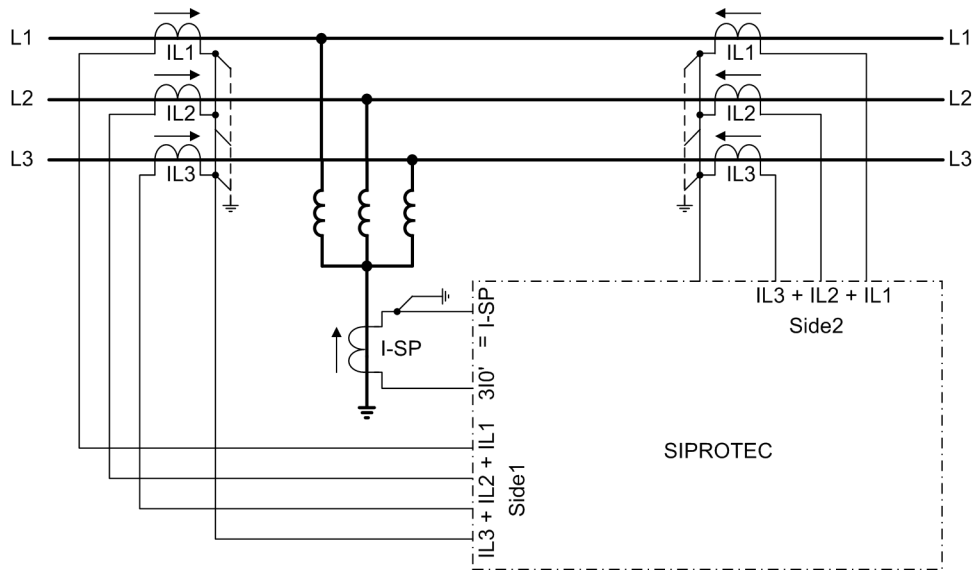 L1
IL1
IL1
L1
L2
IL2
IL2
L2
L3
IL3
IL3
L3
IL3 + IL2 + IL1
Side2
I-SP
3I0' = I-SP
SIPROTEC
IL3 + IL2 + IL1
Side1